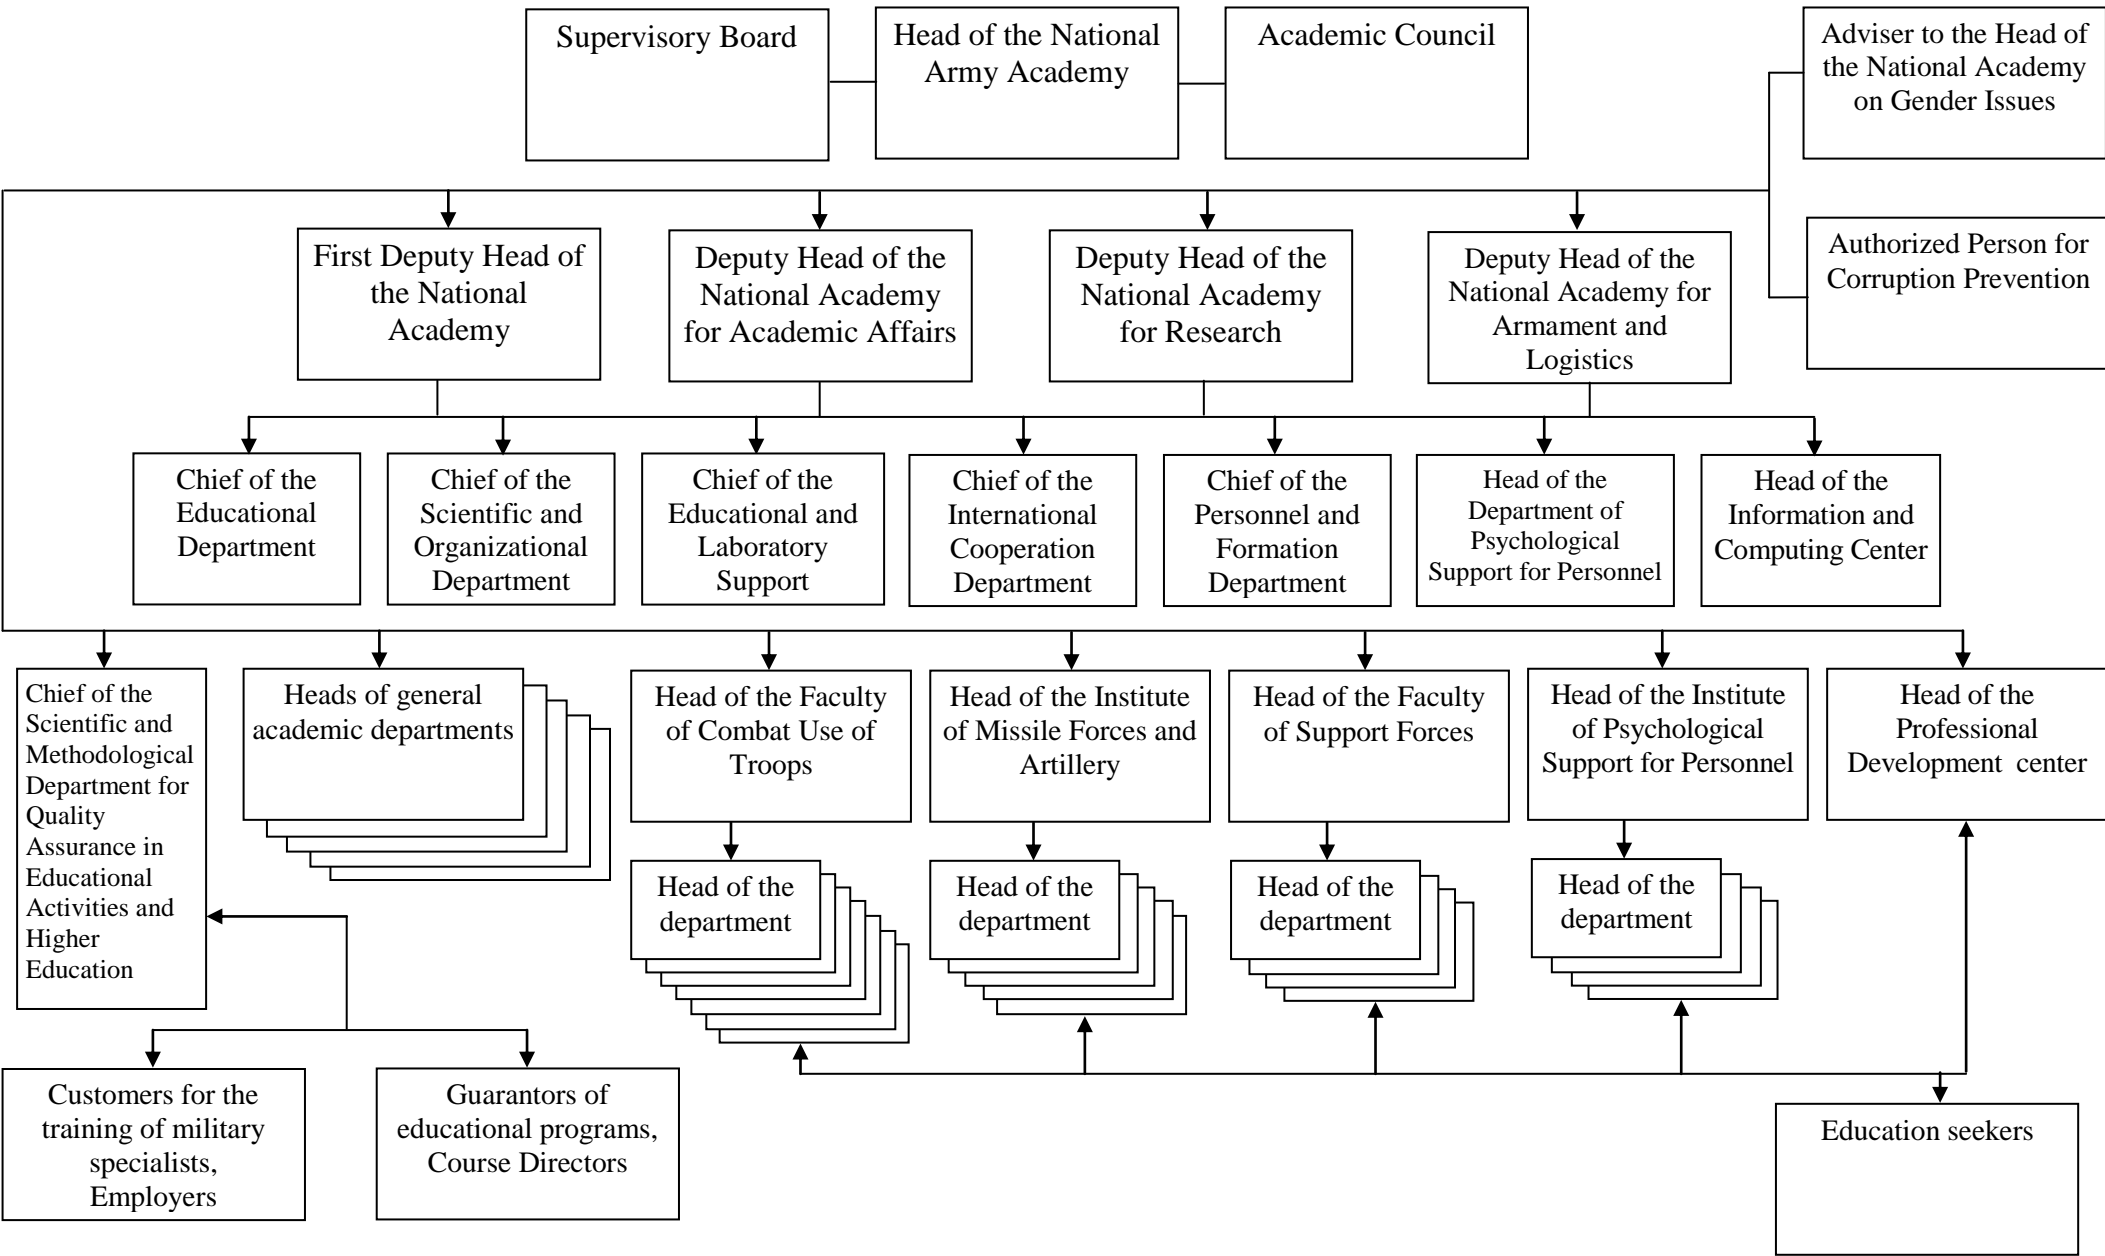 Supervisory Board
Head of the National
Army Academy
Academic Council
Adviser to the Head of
the National Academy
on Gender Issues
First Deputy Head of
the National
Academy
Deputy Head of the
National Academy
for Academic Affairs
Deputy Head of the
National Academy
for Research
Deputy Head of the
National Academy for
Armament and
Logistics
Authorized Person for
Corruption Prevention
Chief of the
Educational
Department
Chief of the
Scientific and
Organizational
Department
Chief of the
Educational and
Laboratory
Support
Chief of the
International
Cooperation
Department
Chief of the
Personnel and
Formation
Department
Head of the
Department of
Psychological
Support for Personnel
Head of the
Information and
Computing Center
Chief of the
Scientific and
Methodological
Department for
Quality
Assurance in
Educational
Activities and
Higher
Education
Heads of general
academic departments
Head of the Faculty
of Combat Use of
Troops
Head of the Institute
of Missile Forces and
Artillery
Head of the Faculty
of Support Forces
Head of the Institute
of Psychological
Support for Personnel
Head of the
Professional
Development center
Head of the
department
Head of the
department
Head of the
department
Head of the
department
Customers for the
training of military
specialists,
Employers
Guarantors of
educational programs,
Course Directors
Education seekers